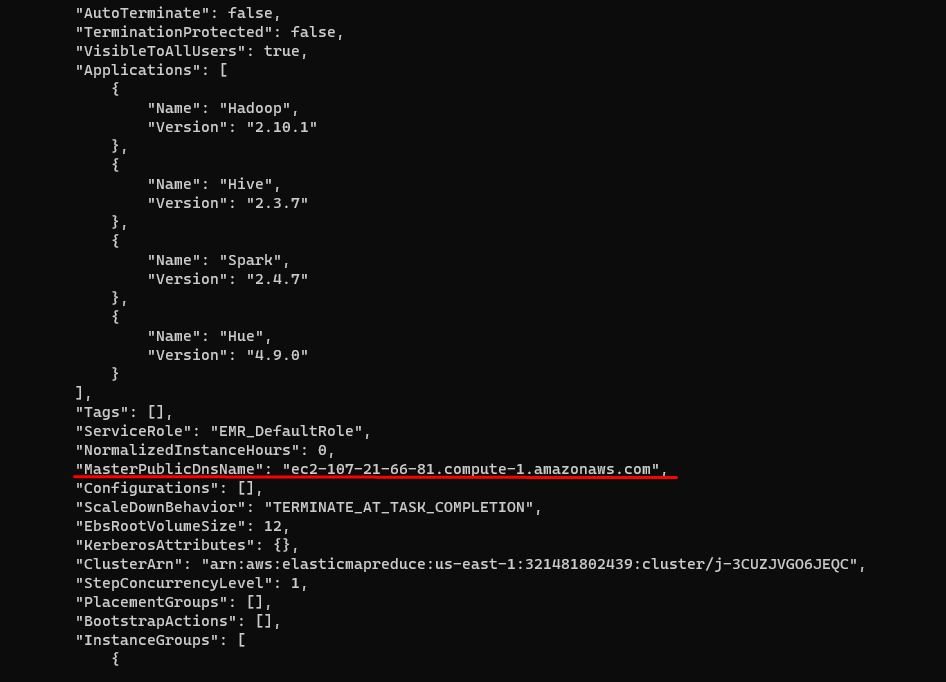 "AutoTerminate": false,
"TerminationProtected": false,
"VisibleToAllUsers": true,
"Applications": [
{
"Name": "Hadoop",
"Version": "2.10.1"
},
{
"Name": "Hive",
"Version": "2.3.7"
},
{
"Name": "Spark",
"Version": "2.4.7"
},
{
"Name": "Hue",
"Version": "4.9.0"
}
],
"Tags": [],
"ServiceRole": "EMR_DefaultRole",
"NormalizedInstanceHours": 0,
"MasterPublicDnsName": "ec2-107-21-66-81.compute-1.amazonaws.com",
"Configurations": [],
"ScaleDownBehavior": "TERMINATE_AT_TASK_COMPLETION",
"EbsRootVolumeSize": 12,
"KerberosAttributes": {},
"ClusterArn": "arn:aws:elasticmapreduce:us-east-1:321481802439:cluster/j-3CUZJVGO6JEQC",
"StepConcurrencyLevel": 1,
"PlacementGroups": [],
"BootstrapActions": [],
"InstanceGroups": [
{